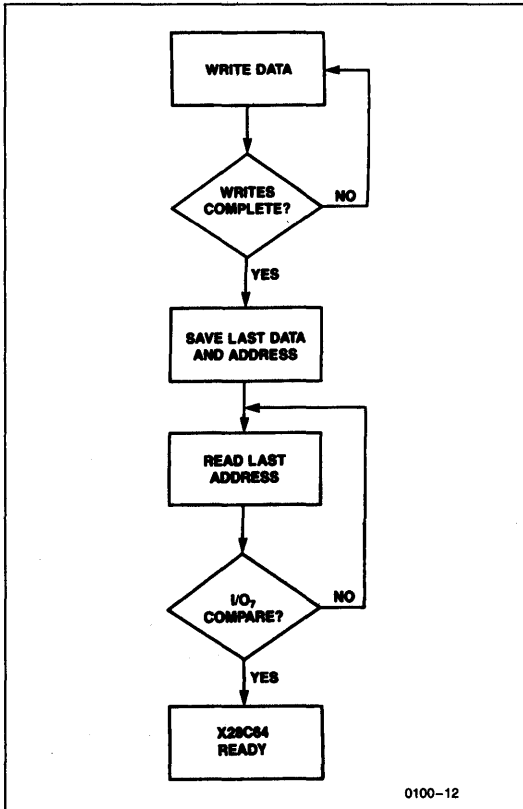 WRITE DATA
WRITES
COMPLETE?
NO
YES
SAVE LAST DATA
AND ADDRESS
READ LAST
ADDRESS
I/O₇
COMPARE?
NO
YES
X28C64
READY
0100–12